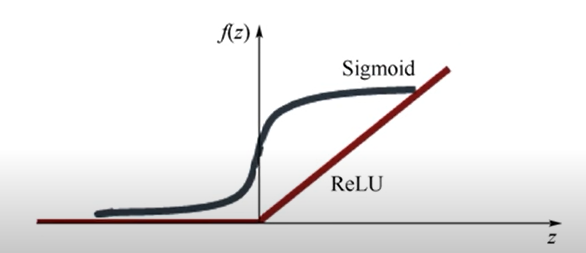 f(z)
Sigmoid
ReLU
z